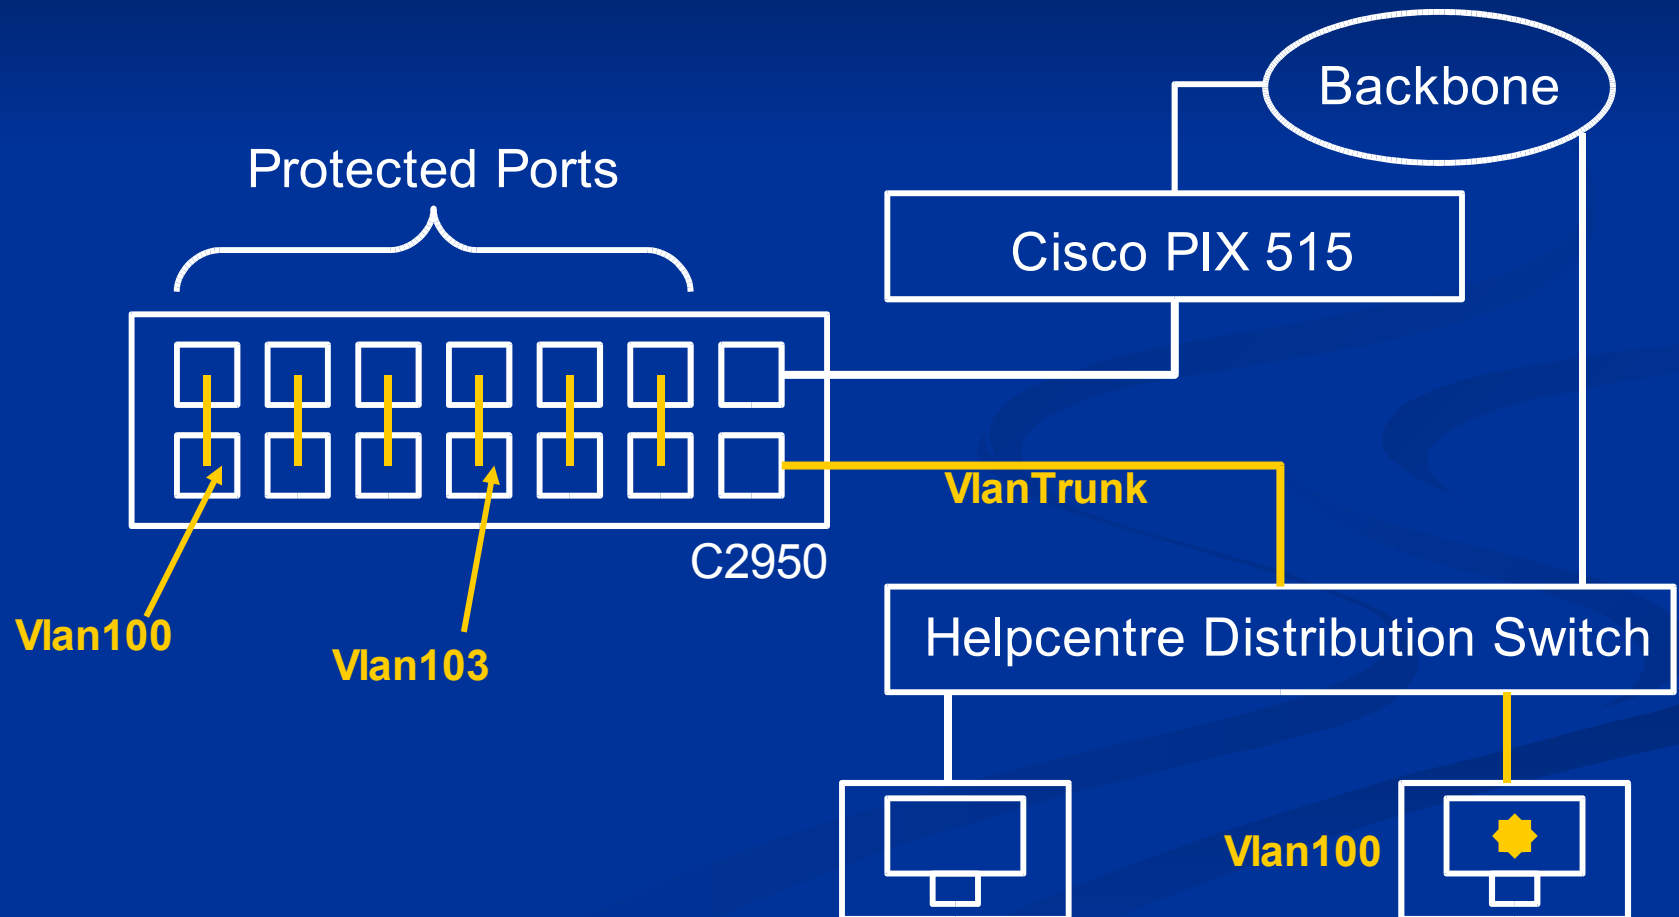 Backbone
Protected Ports
Cisco PIX 515
VlanTrunk
C2950
Vlan100
Vlan103
Helpcentre Distribution Switch
Vlan100